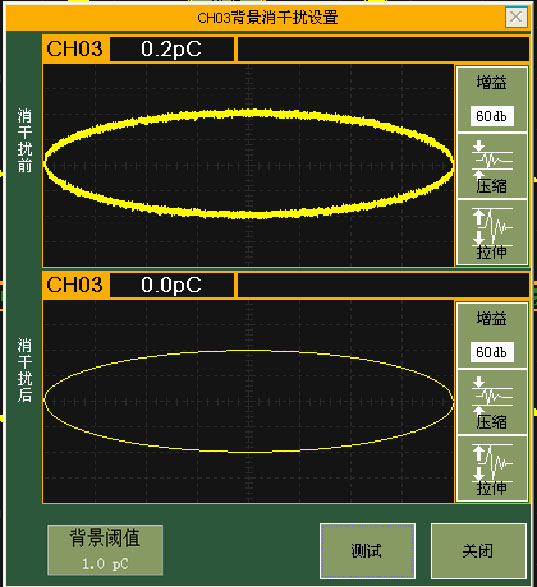 CH03背景消干扰设置
CH03 0.2pC
消干扰前
增益
60db
压缩
拉伸
CH03 0.0pC
消干扰后
增益
60db
压缩
拉伸
背景阈值
1.0 pC
测试
关闭